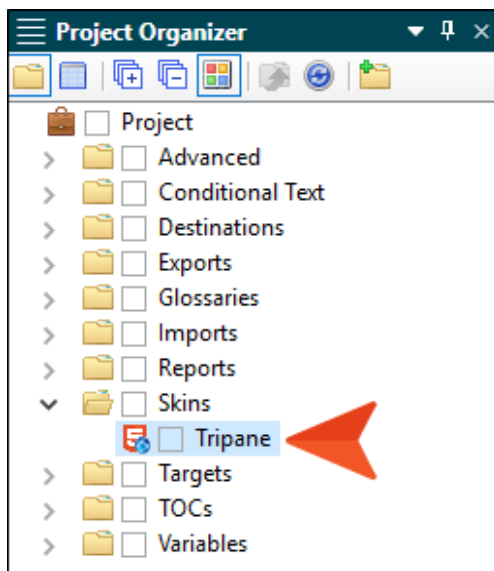 Project Organizer
Project
Advanced
Conditional Text
Destinations
Exports
Glossaries
Imports
Reports
Skins
Tripane
Targets
TOCs
Variables